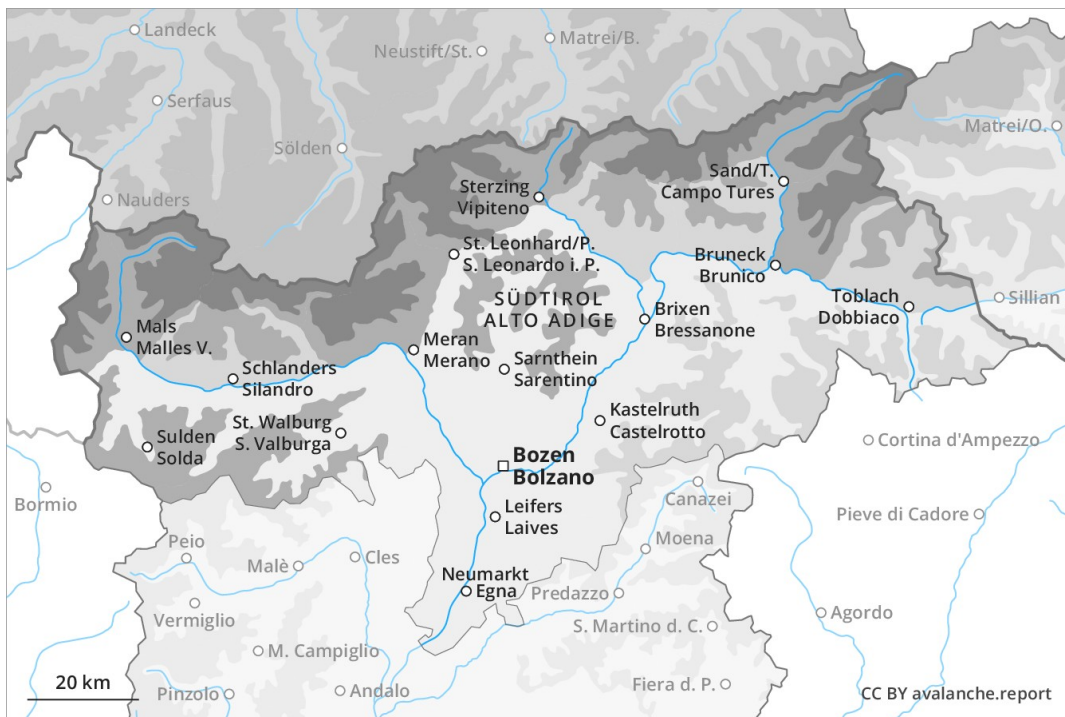 Landeck
Neustift/St.
Matrei/B.
Serfaus
Matrei/O.
Sölden
Nauders
Sterzing
Vipiteno
Sand/T.
Campo Tures
St. Leonhard/P.
S. Leonardo i. P.
Bruneck
Brunico
SÜDTIROL
ALTO ADIGE
Toblach
Dobbiaco
Sillian
Brixen
Bressanone
Mals
Malles V.
Meran
Merano
Schlanders
Silandro
Sarnthein
Sarentino
St. Walburg
S. Valburga
Kastelruth
Castelrotto
Sulden
Solda
Cortina d'Ampezzo
Bozen
Bolzano
Bormio
Canazei
Leifers
Laives
Pieve di Cadore
Moena
Peio
Malè
Cles
Neumarkt
Egna
Predazzo
Vermiglio
Agordo
S. Martino d. C.
M. Campiglio
20 km
Pinzolo
Andalo
Fiera d. P.
CC BY avalanche.report